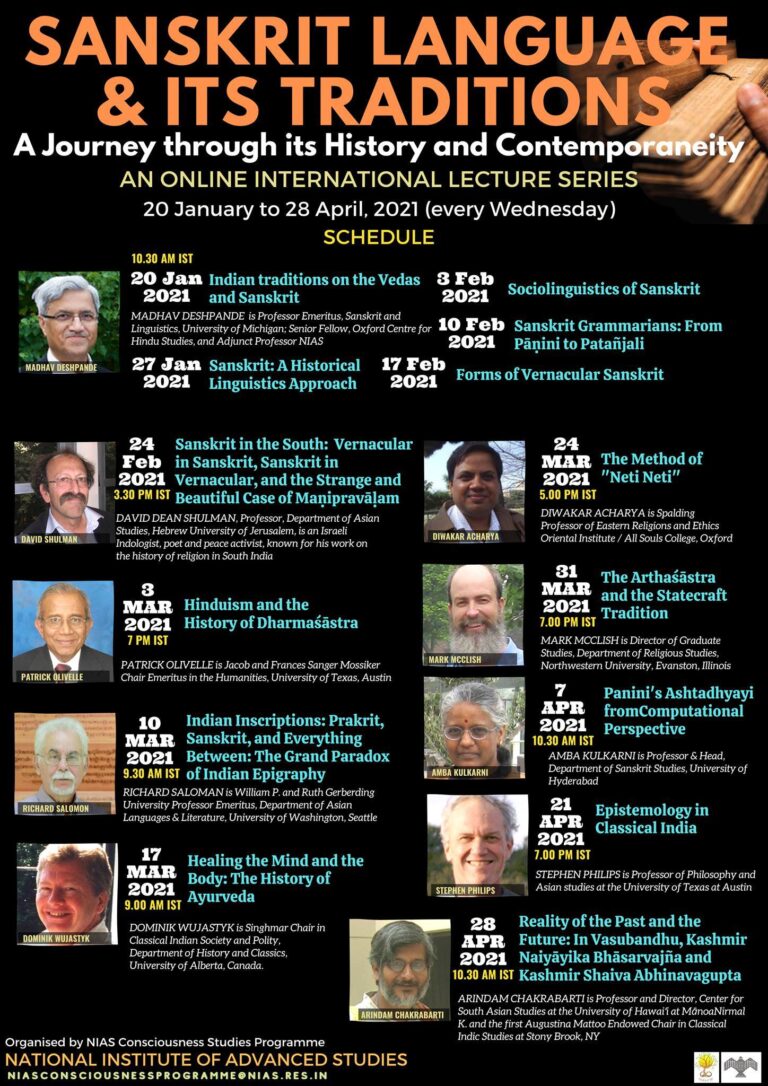 SANSKRIT LANGUAGE
& ITS TRADITIONS
A Journey through its History and Contemporaneity
AN ONLINE INTERNATIONAL LECTURE SERIES
20 January to 28 April, 2021 (every Wednesday)
SCHEDULE
10.30 AM IST
20 Jan
2021
Indian traditions on the Vedas
and Sanskrit
MADHAV DESHPANDE is Professor Emeritus, Sanskrit and
Linguistics, University of Michigan; Senior Fellow, Oxford Centre for
Hindu Studies, and Adjunct Professor NIAS
MADHAV DESHPANDE
27 Jan
2021
Sanskrit: A Historical
Linguistics Approach
3 Feb
2021
Sociolinguistics of Sanskrit
10 Feb
2021
Sanskrit Grammarians: From
Pāṇini to Patañjali
17 Feb
2021
Forms of Vernacular Sanskrit
24
Feb
2021
3.30 PM IST
Sanskrit in the South: Vernacular
in Sanskrit, Sanskrit in
Vernacular, and the Strange and
Beautiful Case of Maṇipravāḷam
DAVID SHULMAN
DAVID DEAN SHULMAN, Professor, Department of Asian
Studies, Hebrew University of Jerusalem, is an Israeli
Indologist, poet and peace activist, known for his work on
the history of religion in South India
3
MAR
2021
7 PM IST
Hinduism and the
History of Dharmaśāstra
PATRICK OLIVELLE
PATRICK OLIVELLE is Jacob and Frances Sanger Mossiker
Chair Emeritus in the Humanities, University of Texas, Austin
10
MAR
2021
9.30 AM IST
Indian Inscriptions: Prakrit,
Sanskrit, and Everything
Between: The Grand Paradox
of Indian Epigraphy
RICHARD SALOMON
RICHARD SALOMAN is William P. and Ruth Gerberding
University Professor Emeritus, Department of Asian
Languages & Literature, University of Washington, Seattle
17
MAR
2021
9.00 AM IST
Healing the Mind and the
Body: The History of
Ayurveda
DOMINIK WUJASTYK
DOMINIK WUJASTYK is Singhmar Chair in
Classical Indian Society and Polity,
Department of History and Classics,
University of Alberta, Canada.
24
MAR
2021
5.00 PM IST
The Method of
"Neti Neti"
DIWAKAR ACHARYA
DIWAKAR ACHARYA is Spalding
Professor of Eastern Religions and Ethics
Oriental Institute / All Souls College, Oxford
31
MAR
2021
7.00 PM IST
The Arthaśāstra
and the Statecraft
Tradition
MARK MCCLISH
MARK MCCLISH is Director of Graduate
Studies, Department of Religious Studies,
Northwestern University, Evanston, Illinois
7
APR
2021
10.30 AM IST
Panini's Ashtadhyayi
fromComputational
Perspective
AMBA KULKARNI
AMBA KULKARNI is Professor & Head,
Department of Sanskrit Studies, University of
Hyderabad
21
APR
2021
7.00 PM IST
Epistemology in
Classical India
STEPHEN PHILIPS
STEPHEN PHILIPS is Professor of Philosophy and
Asian studies at the University of Texas at Austin
28
APR
2021
10.30 AM IST
Reality of the Past and the
Future: In Vasubandhu, Kashmir
Naiyāyika Bhāsarvajña and
Kashmir Shaiva Abhinavagupta
ARINDAM CHAKRABARTI
ARINDAM CHAKRABARTI is Professor and Director, Center for
South Asian Studies at the University of Hawai'i at MānoaNirmal
K. and the first Augustina Mattoo Endowed Chair in Classical
Indic Studies at Stony Brook, NY
Organised by NIAS Consciousness Studies Programme
NATIONAL INSTITUTE OF ADVANCED STUDIES
NIASCONSCIOUSNESSPROGRAMME@NIAS.RES.IN